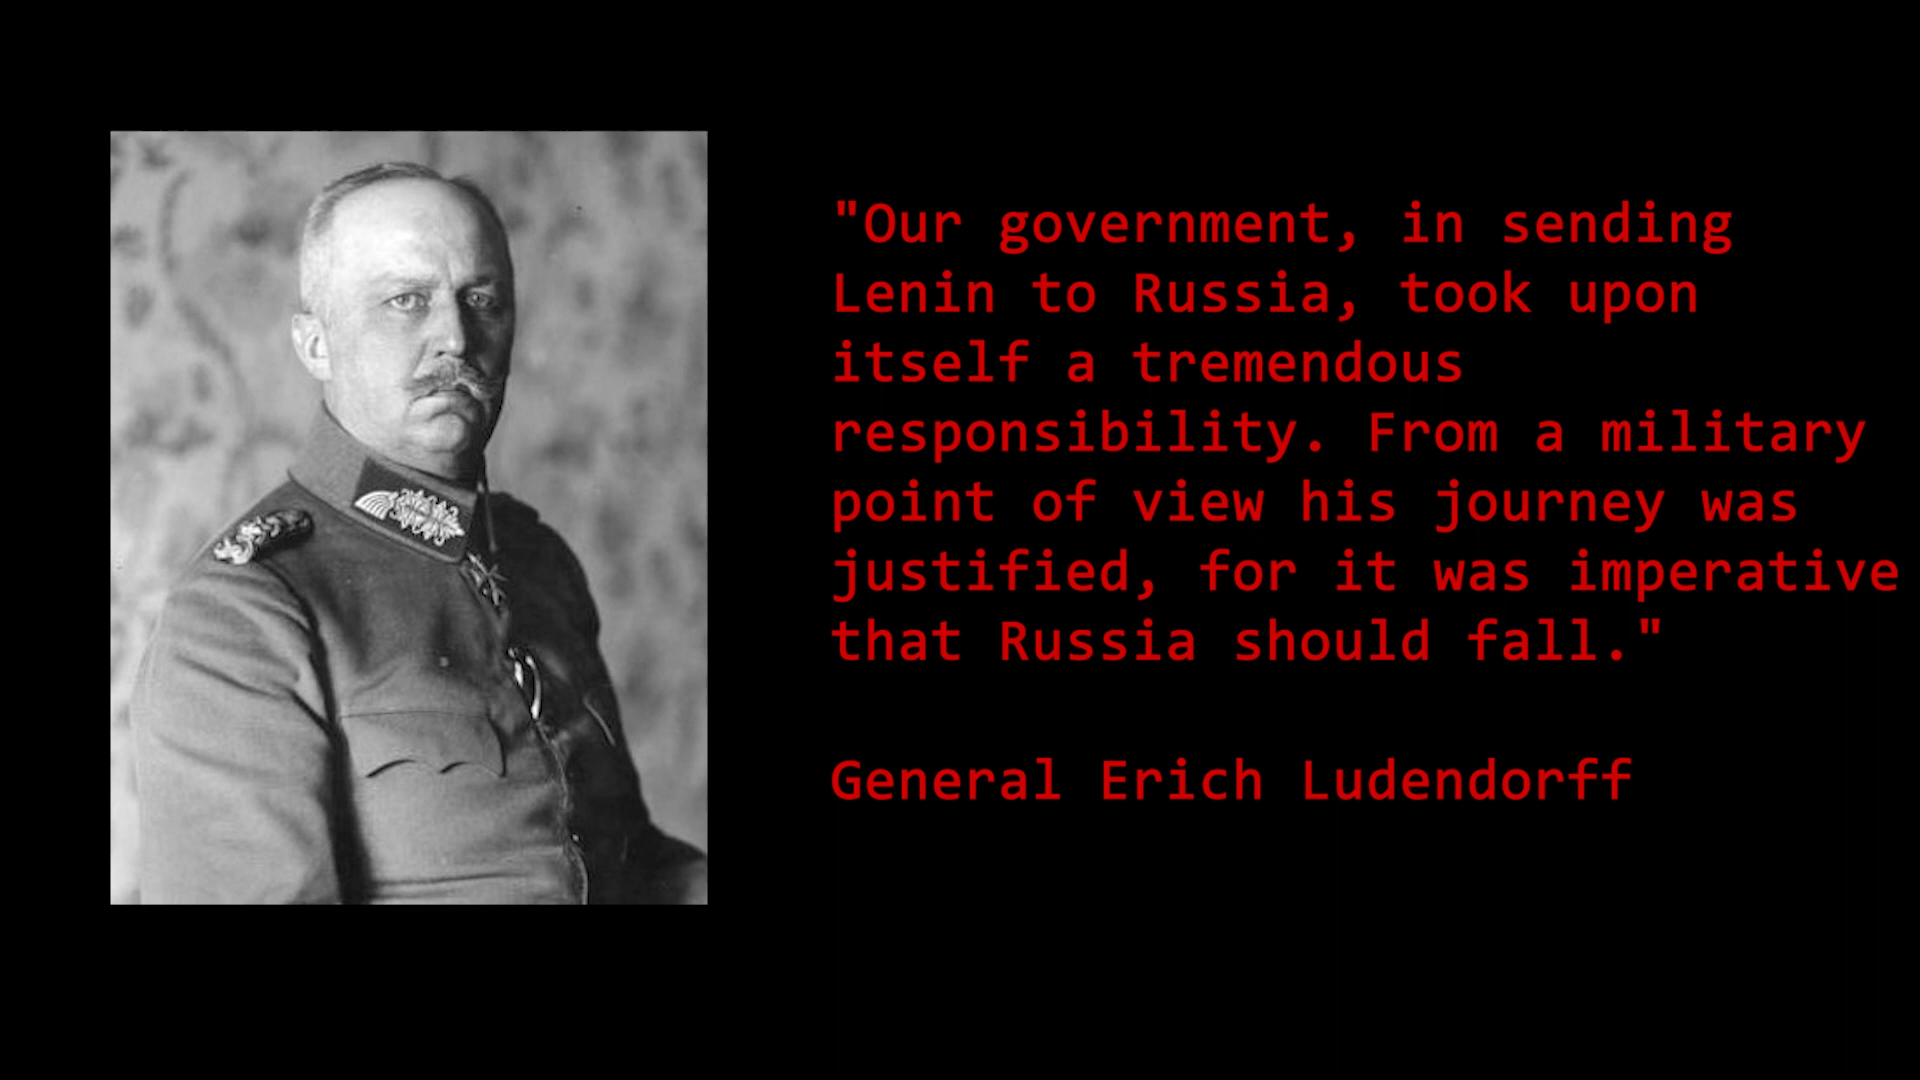 "Our government, in sending
Lenin to Russia, took upon
itself a tremendous
responsibility. From a military
point of view his journey was
justified, for it was imperative
that Russia should fall."
General Erich Ludendorff